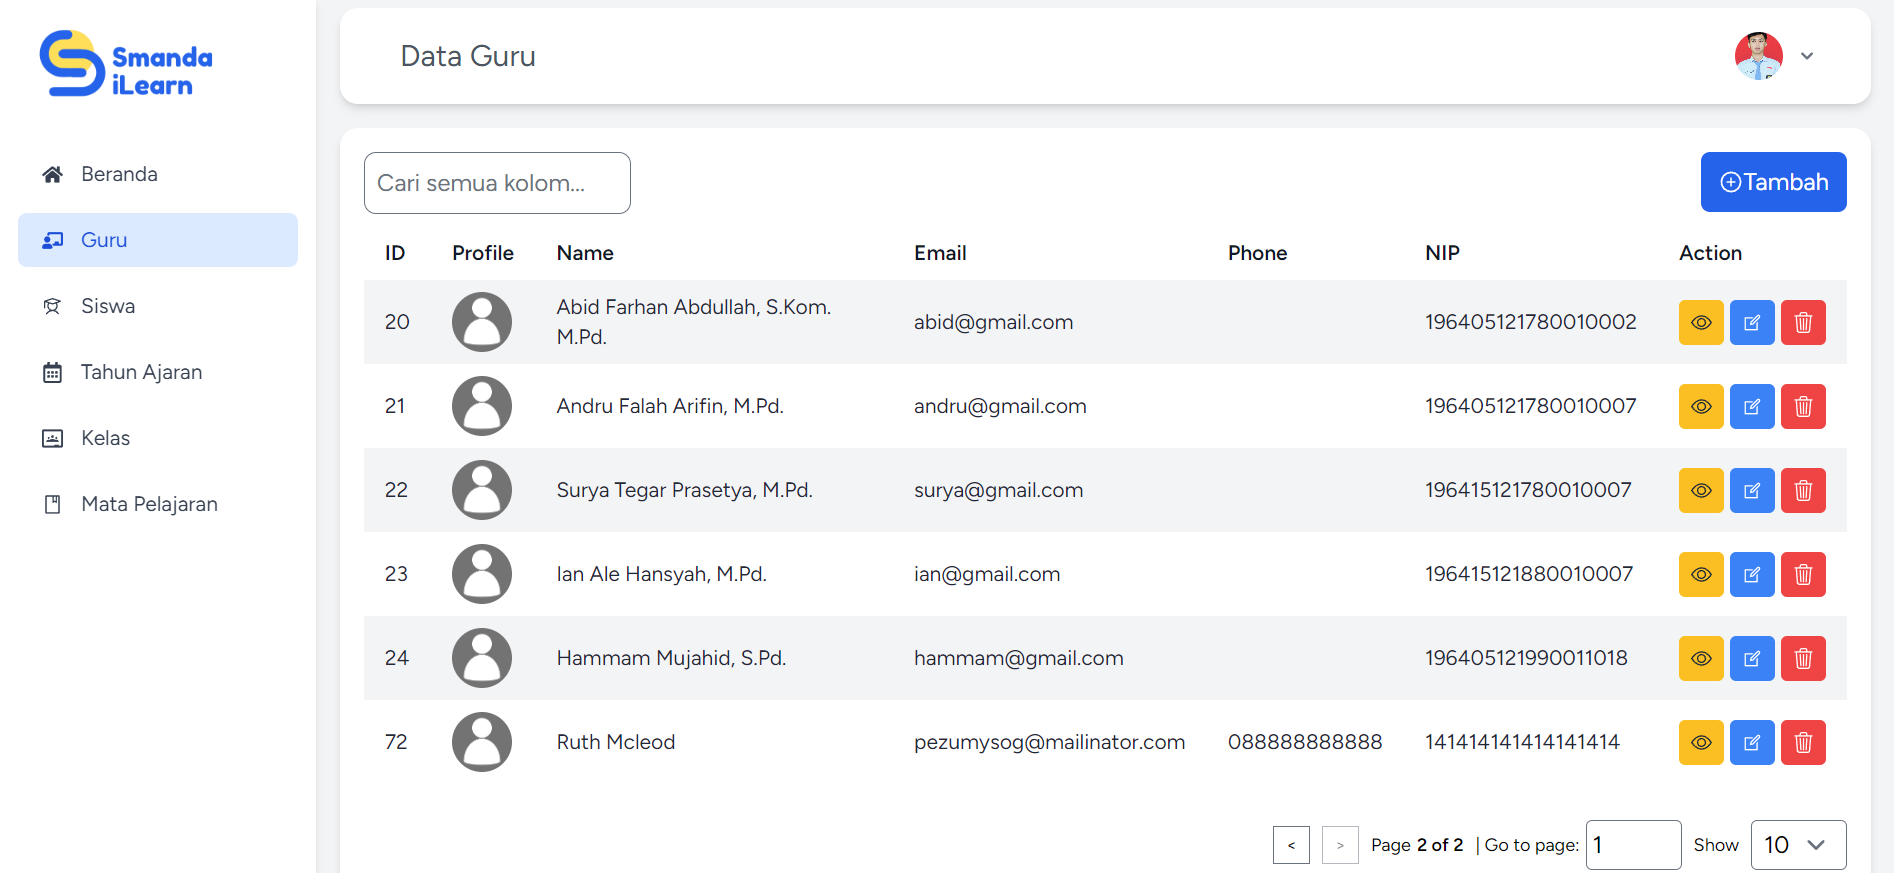 Smanda
iLearn
Beranda
Guru
Siswa
Tahun Ajaran
Kelas
Mata Pelajaran
Data Guru
Cari semua kolom...
Tambah
ID Profile Name Email Phone NIP Action
20 Abid Farhan Abdullah, S.Kom. M.Pd. abid@gmail.com 196405121780010002
21 Andru Falah Arifin, M.Pd. andru@gmail.com 196405121780010007
22 Surya Tegar Prasetya, M.Pd. surya@gmail.com 196415121780010007
23 Ian Ale Hansyah, M.Pd. ian@gmail.com 196415121880010007
24 Hammam Mujahid, S.Pd. hammam@gmail.com 196405121990011018
72 Ruth Mcleod pezumysog@mailinator.com 088888888888 141414141414141414
< > Page 2 of 2 | Go to page: 1 Show 10